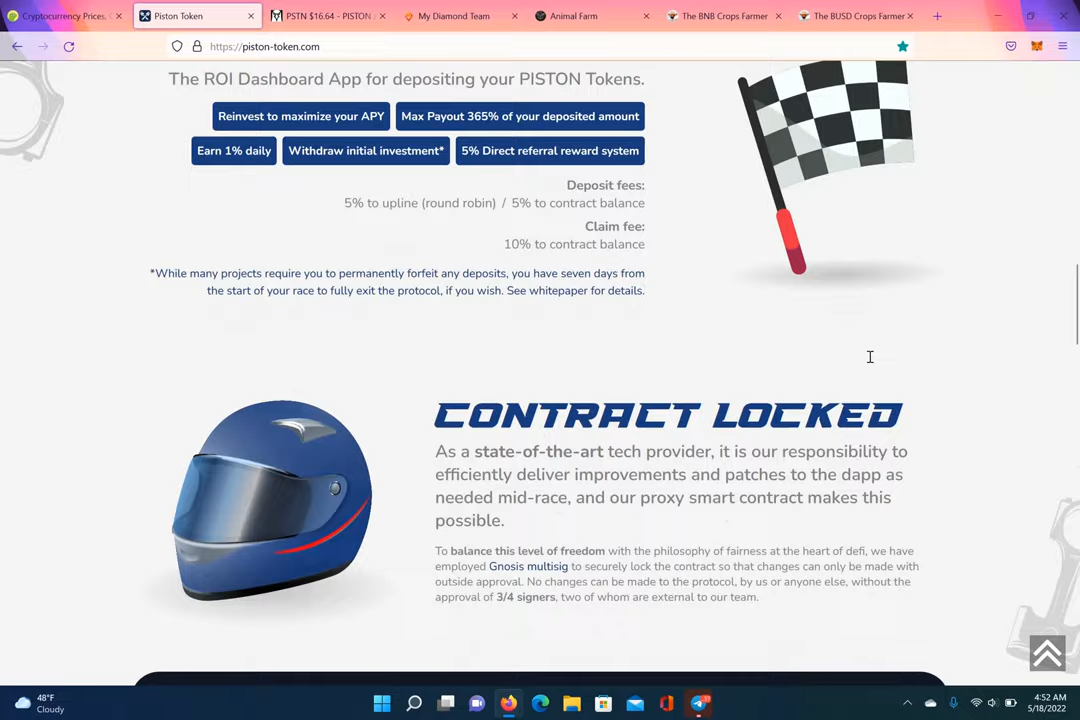 Cryptocurrency Prices, C
Piston Token
PSTN $16.64 - PISTON /
My Diamond Team
Animal Farm
The BNB Crops Farmer
The BUSD Crops Farmer
https://piston-token.com
The ROI Dashboard App for depositing your PISTON Tokens.
Reinvest to maximize your APY
Max Payout 365% of your deposited amount
Earn 1% daily
Withdraw initial investment*
5% Direct referral reward system
Deposit fees:
5% to upline (round robin) / 5% to contract balance
Claim fee:
10% to contract balance
*While many projects require you to permanently forfeit any deposits, you have seven days from
the start of your race to fully exit the protocol, if you wish. See whitepaper for details.
CONTRACT LOCKED
As a state-of-the-art tech provider, it is our responsibility to
efficiently deliver improvements and patches to the dapp as
needed mid-race, and our proxy smart contract makes this
possible.
To balance this level of freedom with the philosophy of fairness at the heart of defi, we have
employed Gnosis multisig to securely lock the contract so that changes can only be made with
outside approval. No changes can be made to the protocol, by us or anyone else, without the
approval of 3/4 signers, two of whom are external to our team.
48°F
Cloudy
4:52 AM
5/18/2022